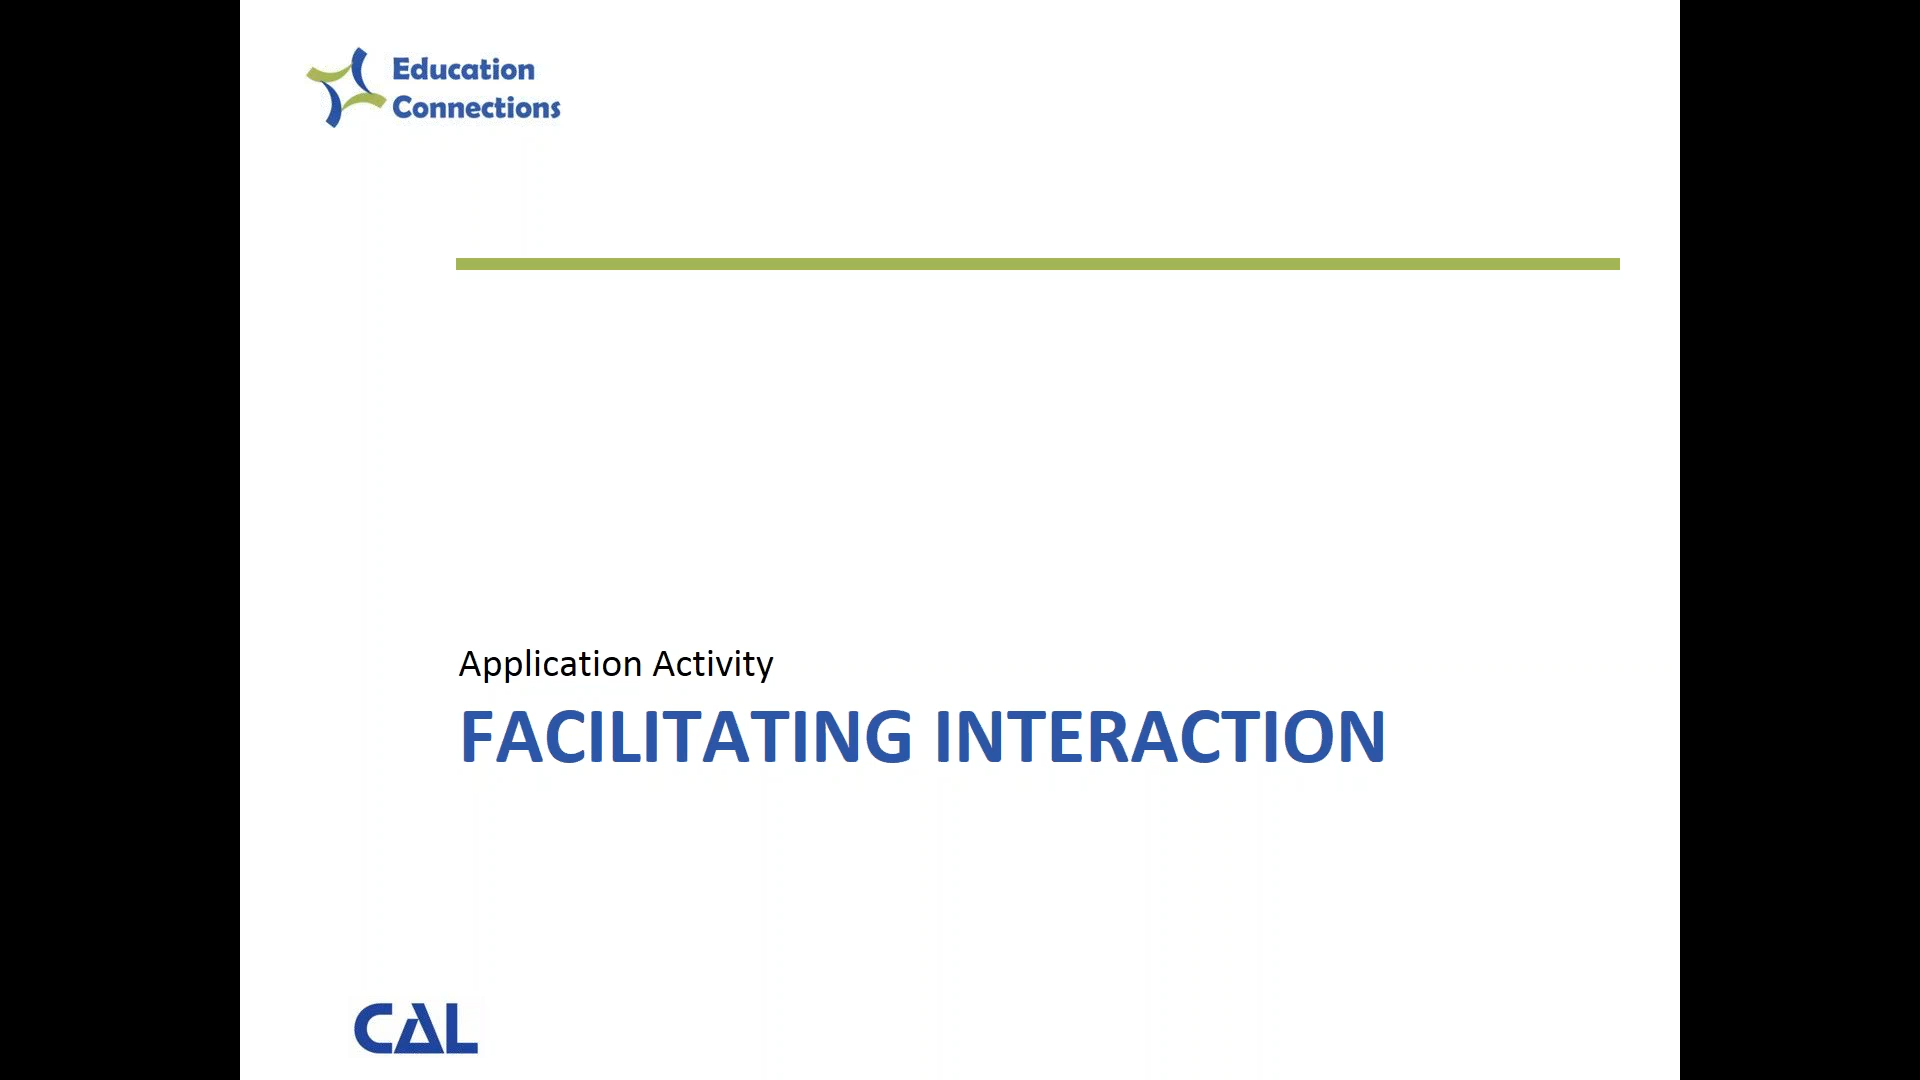 Education
Connections
Application Activity
FACILITATING INTERACTION
CAL